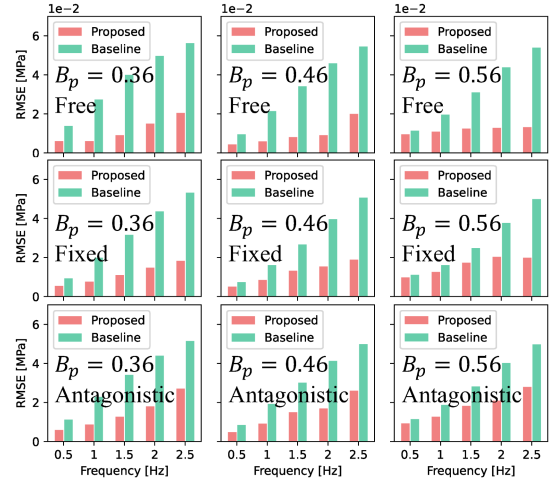 1e−2 1e−2 1e−2
RMSE [MPa]
6
4
2
0
Proposed
Baseline
B_p = 0.36
Free
Proposed
Baseline
B_p = 0.46
Free
Proposed
Baseline
B_p = 0.56
Free
RMSE [MPa]
6
4
2
0
Proposed
Baseline
B_p = 0.36
Fixed
Proposed
Baseline
B_p = 0.46
Fixed
Proposed
Baseline
B_p = 0.56
Fixed
RMSE [MPa]
6
4
2
0
Proposed
Baseline
B_p = 0.36
Antagonistic
Proposed
Baseline
B_p = 0.46
Antagonistic
Proposed
Baseline
B_p = 0.56
Antagonistic
0.5 1 1.5 2 2.5 0.5 1 1.5 2 2.5 0.5 1 1.5 2 2.5
Frequency [Hz] Frequency [Hz] Frequency [Hz]